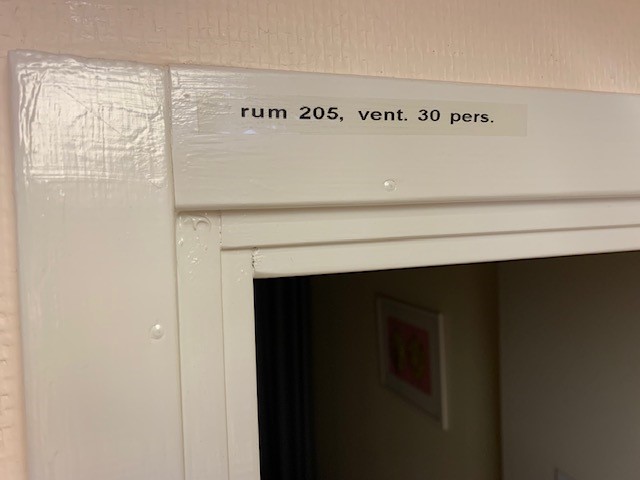 rum 205, vent. 30 pers.